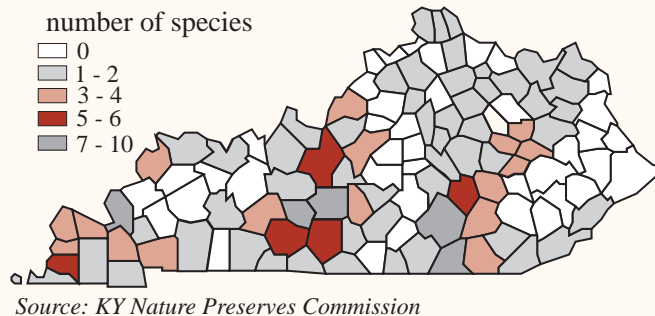 number of species
0
1 - 2
3 - 4
5 - 6
7 - 10
Source: KY Nature Preserves Commission